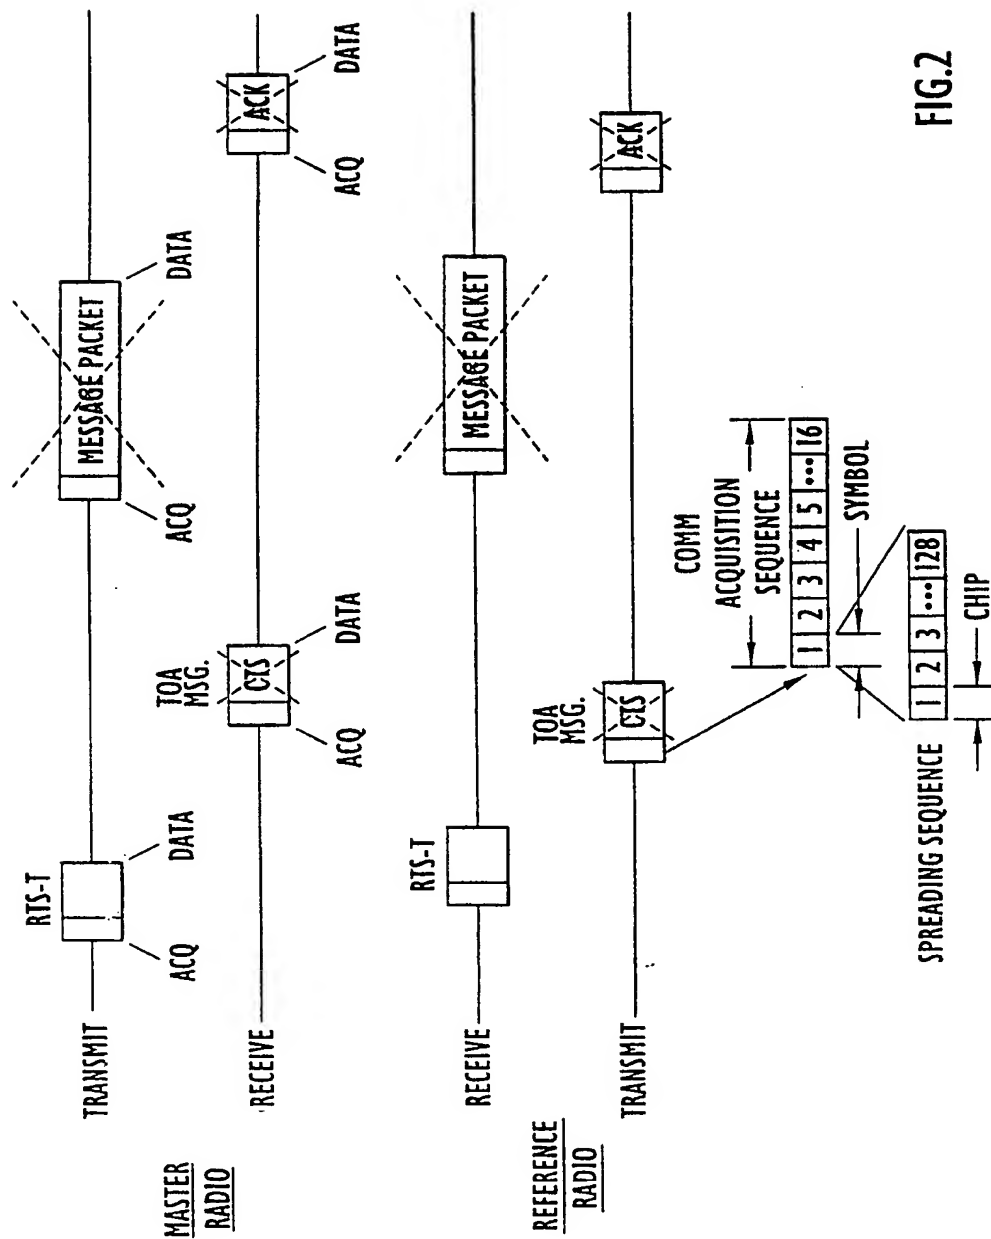 MASTER
RADIO
TRANSMIT
RTS-T
ACQ
DATA
ACQ
MESSAGE PACKET
DATA
RECEIVE
TOA
MSG.
CTS
ACQ
DATA
ACK
ACQ
DATA
REFERENCE
RADIO
RECEIVE
RTS-T
MESSAGE PACKET
TRANSMIT
TOA
MSG.
CTS
ACK
COMM
ACQUISITION
SEQUENCE
1 2 3 4 5 ••• 16
SYMBOL
1 2 3 ••• 128
SPREADING SEQUENCE
CHIP
FIG.2